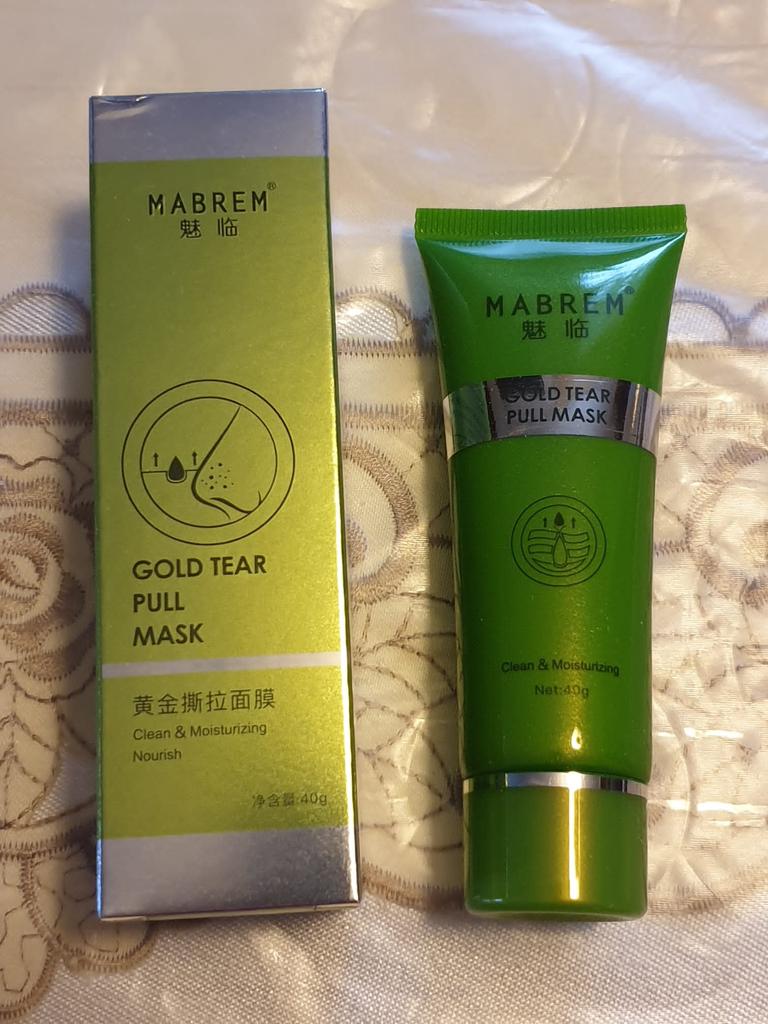 MABREM®
魅临
GOLD TEAR
PULL
MASK
黄金撕拉面膜
Clean & Moisturizing
Nourish
净含量:40g
MABREM®
魅临
GOLD TEAR
PULL MASK
Clean & Moisturizing
Net:40g